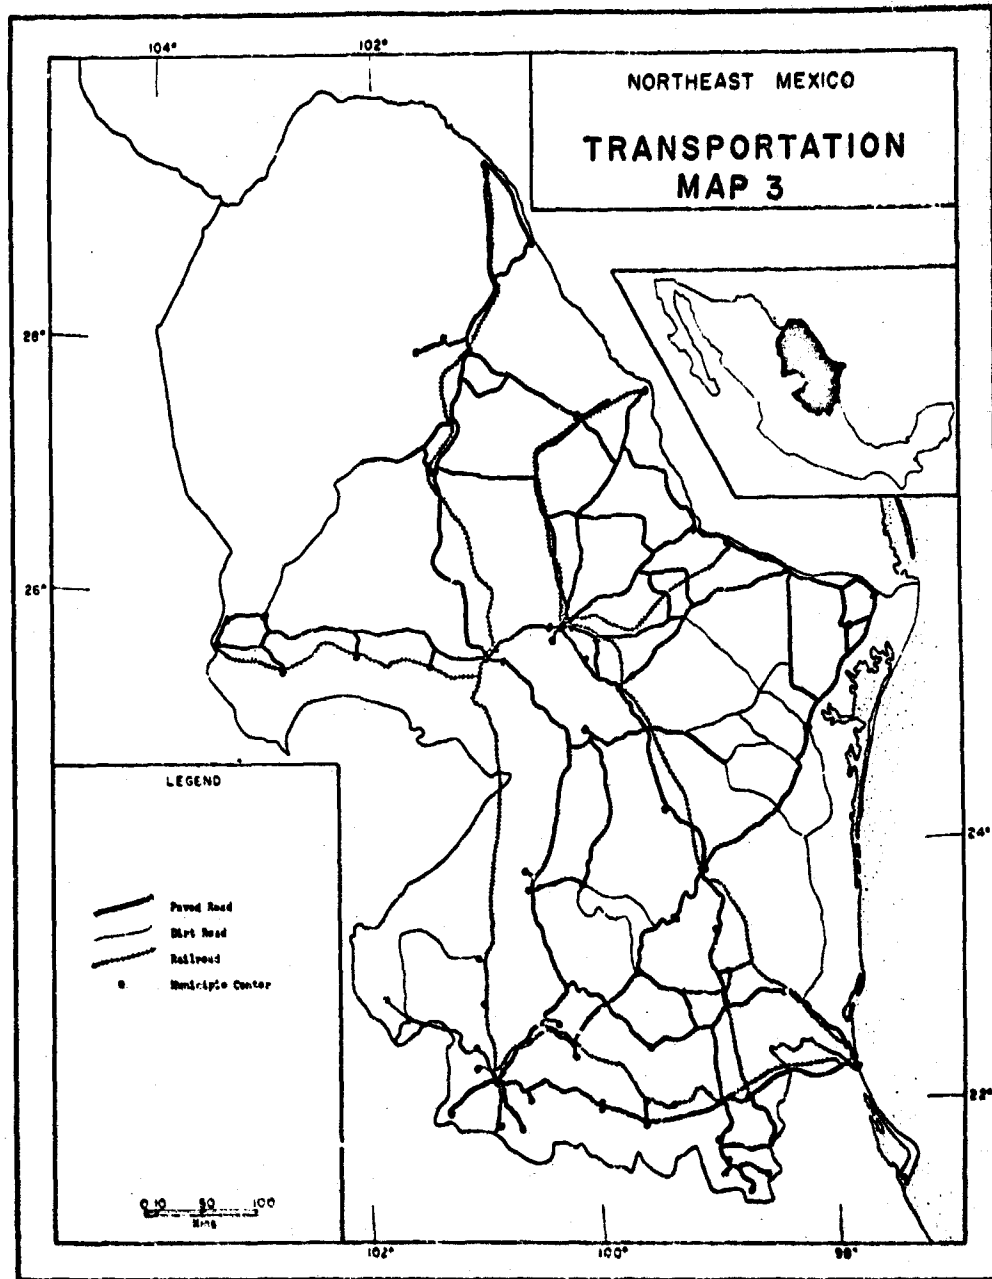 104° 102°
NORTHEAST MEXICO
TRANSPORTATION
MAP 3
28°
26°
LEGEND
24°
Paved Road
Dirt Road
Railroad
Municipio Center
22°
0 10 50 100
102° 100° 98°